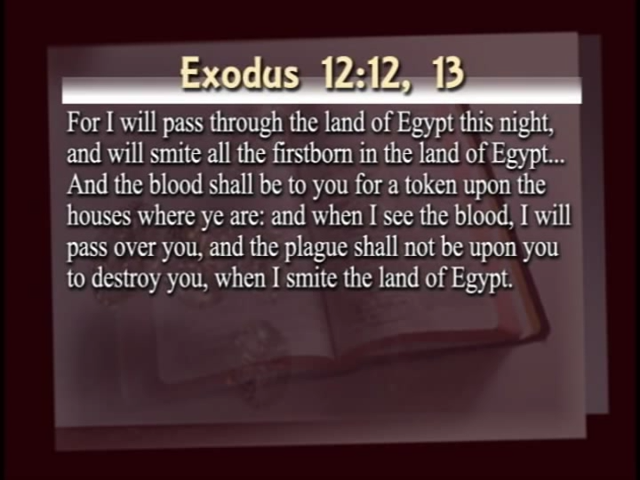 Exodus 12:12, 13
For I will pass through the land of Egypt this night,
and will smite all the firstborn in the land of Egypt...
And the blood shall be to you for a token upon the
houses where ye are: and when I see the blood, I will
pass over you, and the plague shall not be upon you
to destroy you, when I smite the land of Egypt.